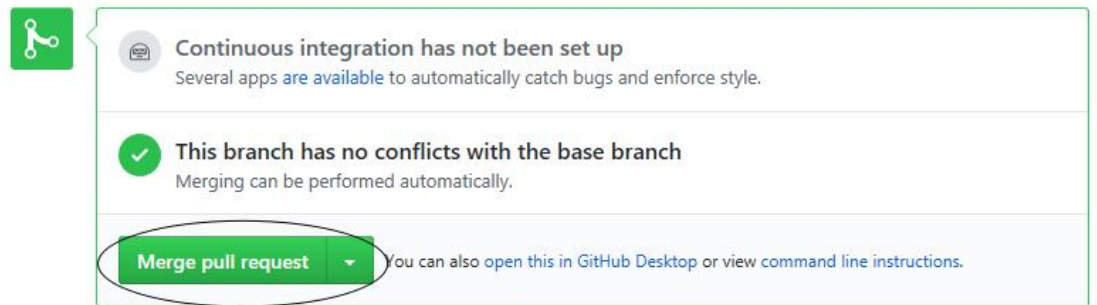 Continuous integration has not been set up
Several apps are available to automatically catch bugs and enforce style.
This branch has no conflicts with the base branch
Merging can be performed automatically.
Merge pull request You can also open this in GitHub Desktop or view command line instructions.